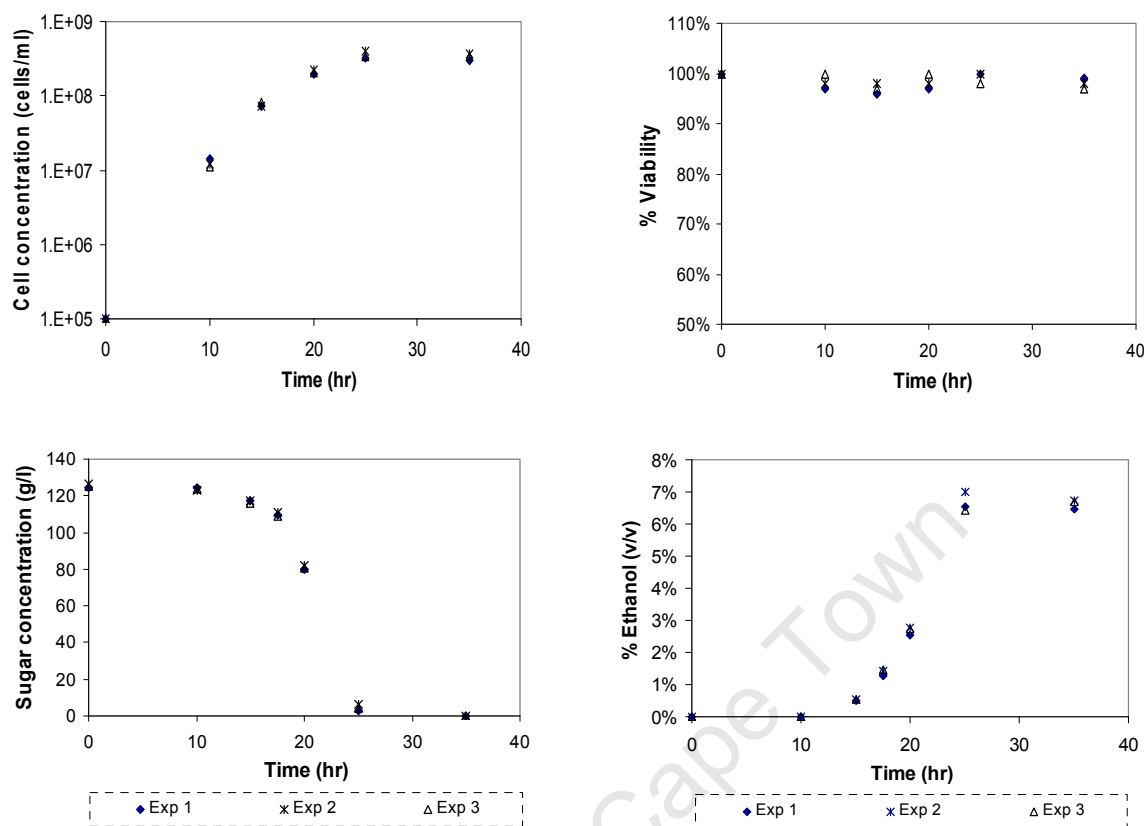 Cell concentration (cells/ml)
1.E+09
1.E+08
1.E+07
1.E+06
1.E+05
0 10 20 30 40
Time (hr)
% Viability
110%
100%
90%
80%
70%
60%
50%
0 10 20 30 40
Time (hr)
Sugar concentration (g/l)
140
120
100
80
60
40
20
0
0 10 20 30 40
Time (hr)
Exp 1 Exp 2 Exp 3
% Ethanol (v/v)
8%
7%
6%
5%
4%
3%
2%
1%
0%
0 10 20 30 40
Time (hr)
Exp 1 Exp 2 Exp 3
Cape Town